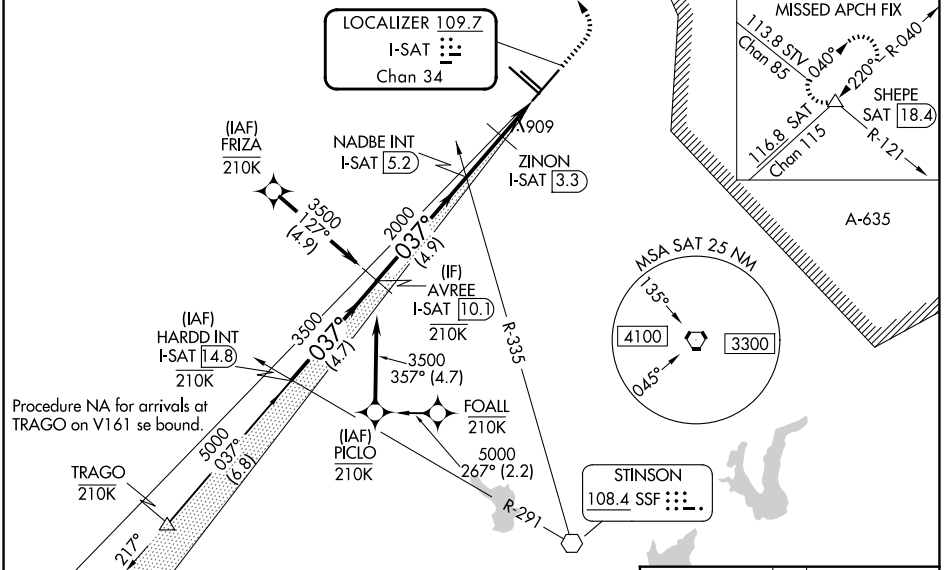 LOCALIZER 109.7
I-SAT
Chan 34
MISSED APCH FIX
113.8 STV
Chan 85
040°
220°
R-040
SHEPE
SAT 18.4
116.8 SAT
Chan 115
R-121
(IAF)
FRIZA
210K
3500
127°
(4.9)
NADBE INT
I-SAT 5.2
909
ZINON
I-SAT 3.3
A-635
2000
037°
(4.9)
(IF)
AVREE
I-SAT 10.1
210K
MSA SAT 25 NM
135°
4100
3300
045°
(IAF)
HARDD INT
I-SAT 14.8
210K
3500
037°
(4.7)
R-335
3500
357° (4.7)
Procedure NA for arrivals at
TRAGO on V161 se bound.
FOALL
210K
(IAF)
PICLO
210K
5000
267° (2.2)
5000
037°
(6.8)
TRAGO
210K
R-291
STINSON
108.4 SSF
217°